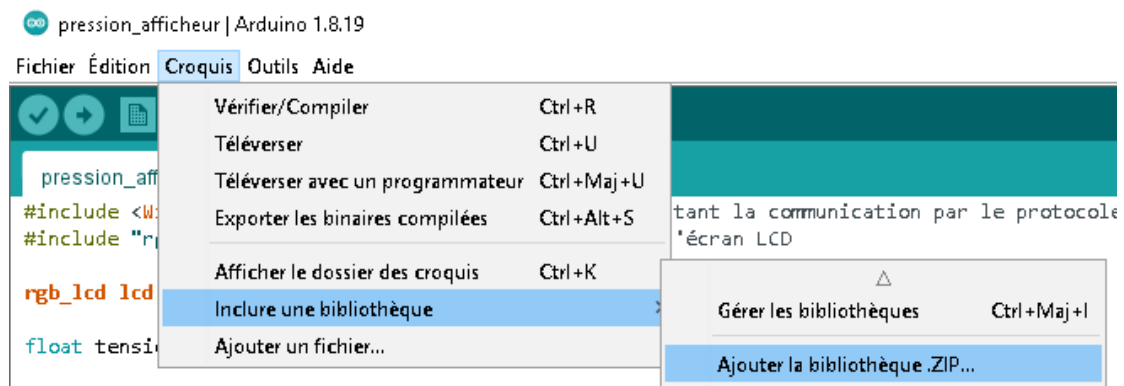 pression_afficheur | Arduino 1.8.19
Fichier Édition Croquis Outils Aide
Vérifier/Compiler Ctrl+R
Téléverser Ctrl+U
pression_aff
Téléverser avec un programmateur Ctrl+Maj+U
#include <W
Exporter les binaires compilées Ctrl+Alt+S
tant la communication par le protocole
#include "r
'écran LCD
Afficher le dossier des croquis Ctrl+K
rgb_lcd lcd
Inclure une bibliothèque
Gérer les bibliothèques Ctrl+Maj+I
float tensi
Ajouter un fichier...
Ajouter la bibliothèque .ZIP...